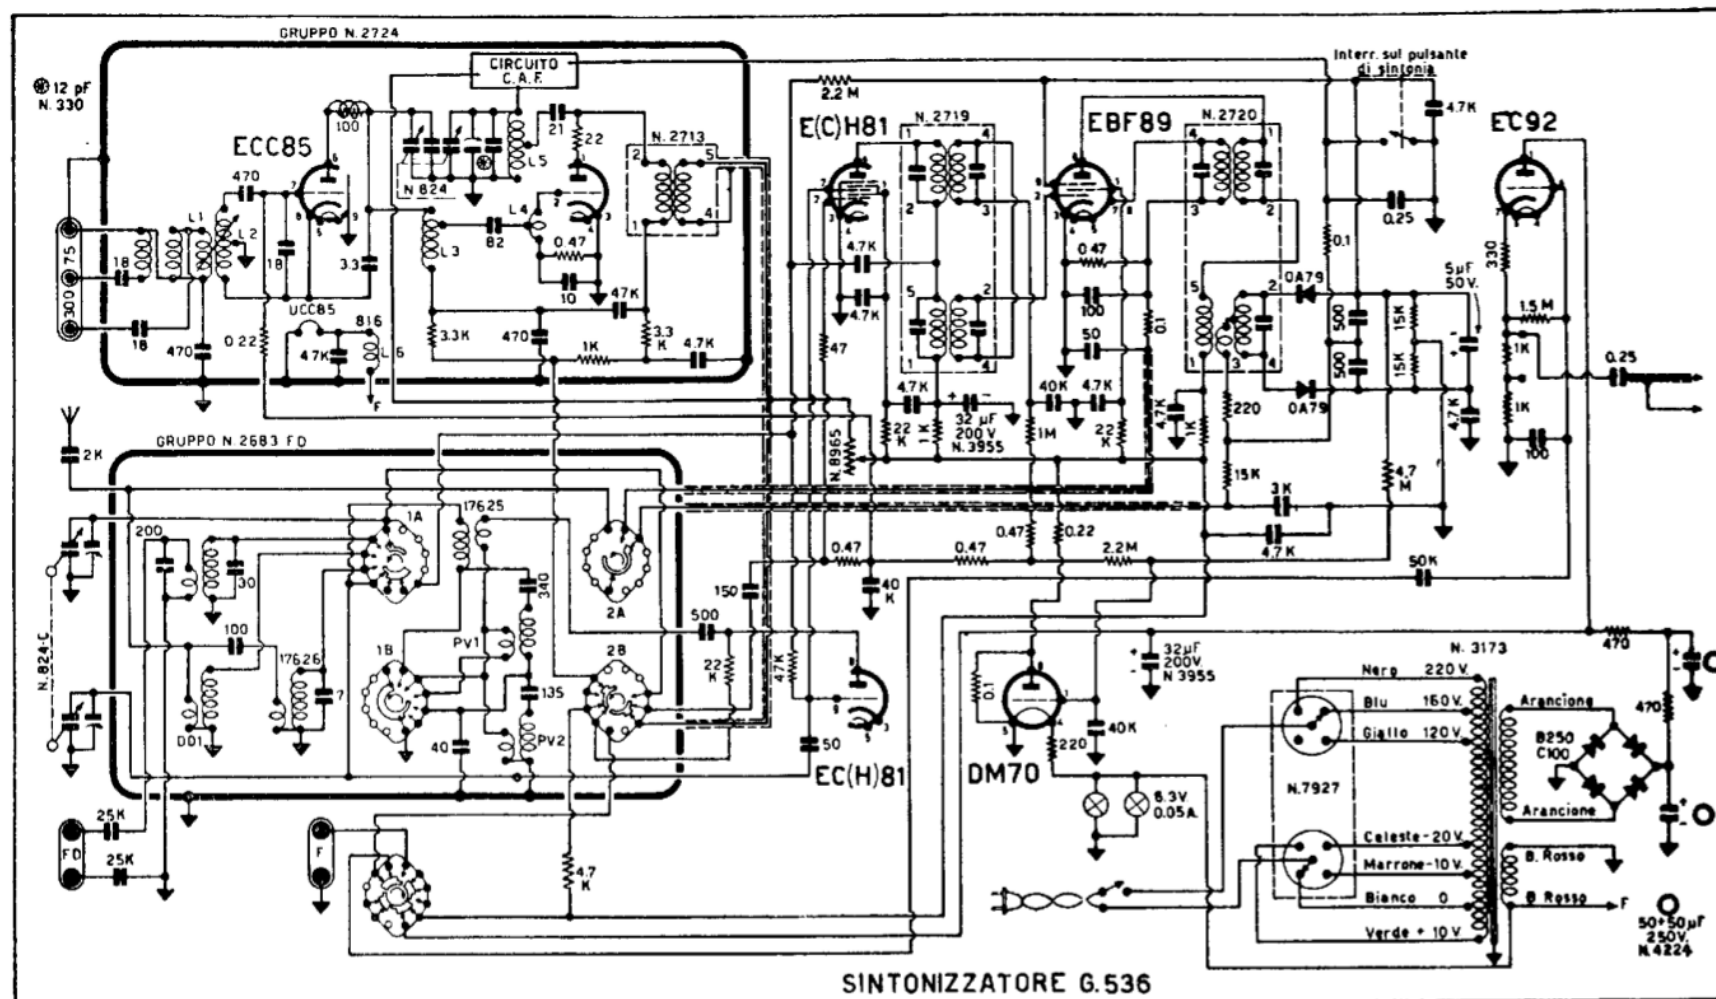 GRUPPO N.2724
⊛ 12 pF
N. 330
CIRCUITO
C.A.F.
Interr. sul pulsante
di sintonia
ECC85
100
N.824
⊛
L5
21
22
N. 2713
2
5
1
4
2.2 M
E(C)H81
N. 2719
EBF89
N.2720
4.7K
EC92
470
L1
L2
18
3.3
L3
82
L4
0.47
10
75
300
18
18
470
0.22
UCC85
816
4.7K
L6
F
3.3K
470
47K
1K
3.3
K
4.7K
4.7K
4.7K
47
0.47
100
50
0.1
OA79
OA79
0.25
0.1
5µF
50V.
500
500
15K
15K
330
1.5 M
1K
1K
100
0.25
4.7K
22
K
1K
32 µF
200 V
N.3955
40K
4.7K
1M
22
K
4.7K
1K
220
15K
4.7K
4.7
M
3K
4.7K
N.8965
2K
GRUPPO N.2683 FD
1A
17625
2A
200
30
100
17626
7
DD1
N.824-C
1B
PV1
340
135
PV2
40
2B
500
22
K
150
47K
0.47
40
K
0.47
0.47
0.22
2.2M
50K
50
EC(H)81
DM70
0.1
220
40K
32µF
200V.
N 3955
6.3V.
0.05A.
470
470
N. 3173
Nero 220 V.
Blu 160 V.
Giallo 120 V.
N.7927
Celeste-20 V.
Marrone-10 V.
Bianco 0
Verde + 10 V.
Arancione
B250
C100
Arancione
B. Rosso
B Rosso
F
50+50µF
250V.
N.4224
25K
25K
FD
F
4.7
K
SINTONIZZATORE G.536